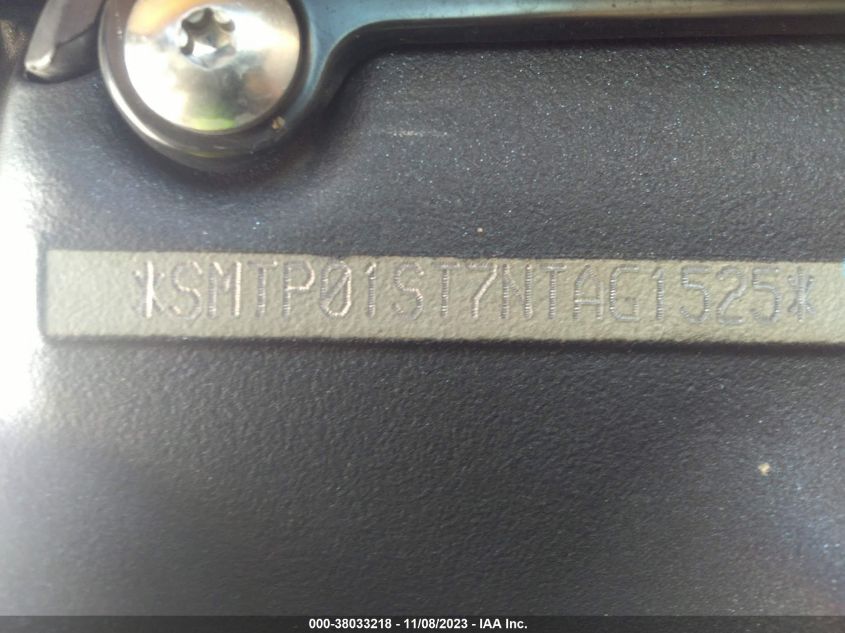 *SMTP01ST7NTAG1525*
000-38033218 - 11/08/2023 - IAA Inc.